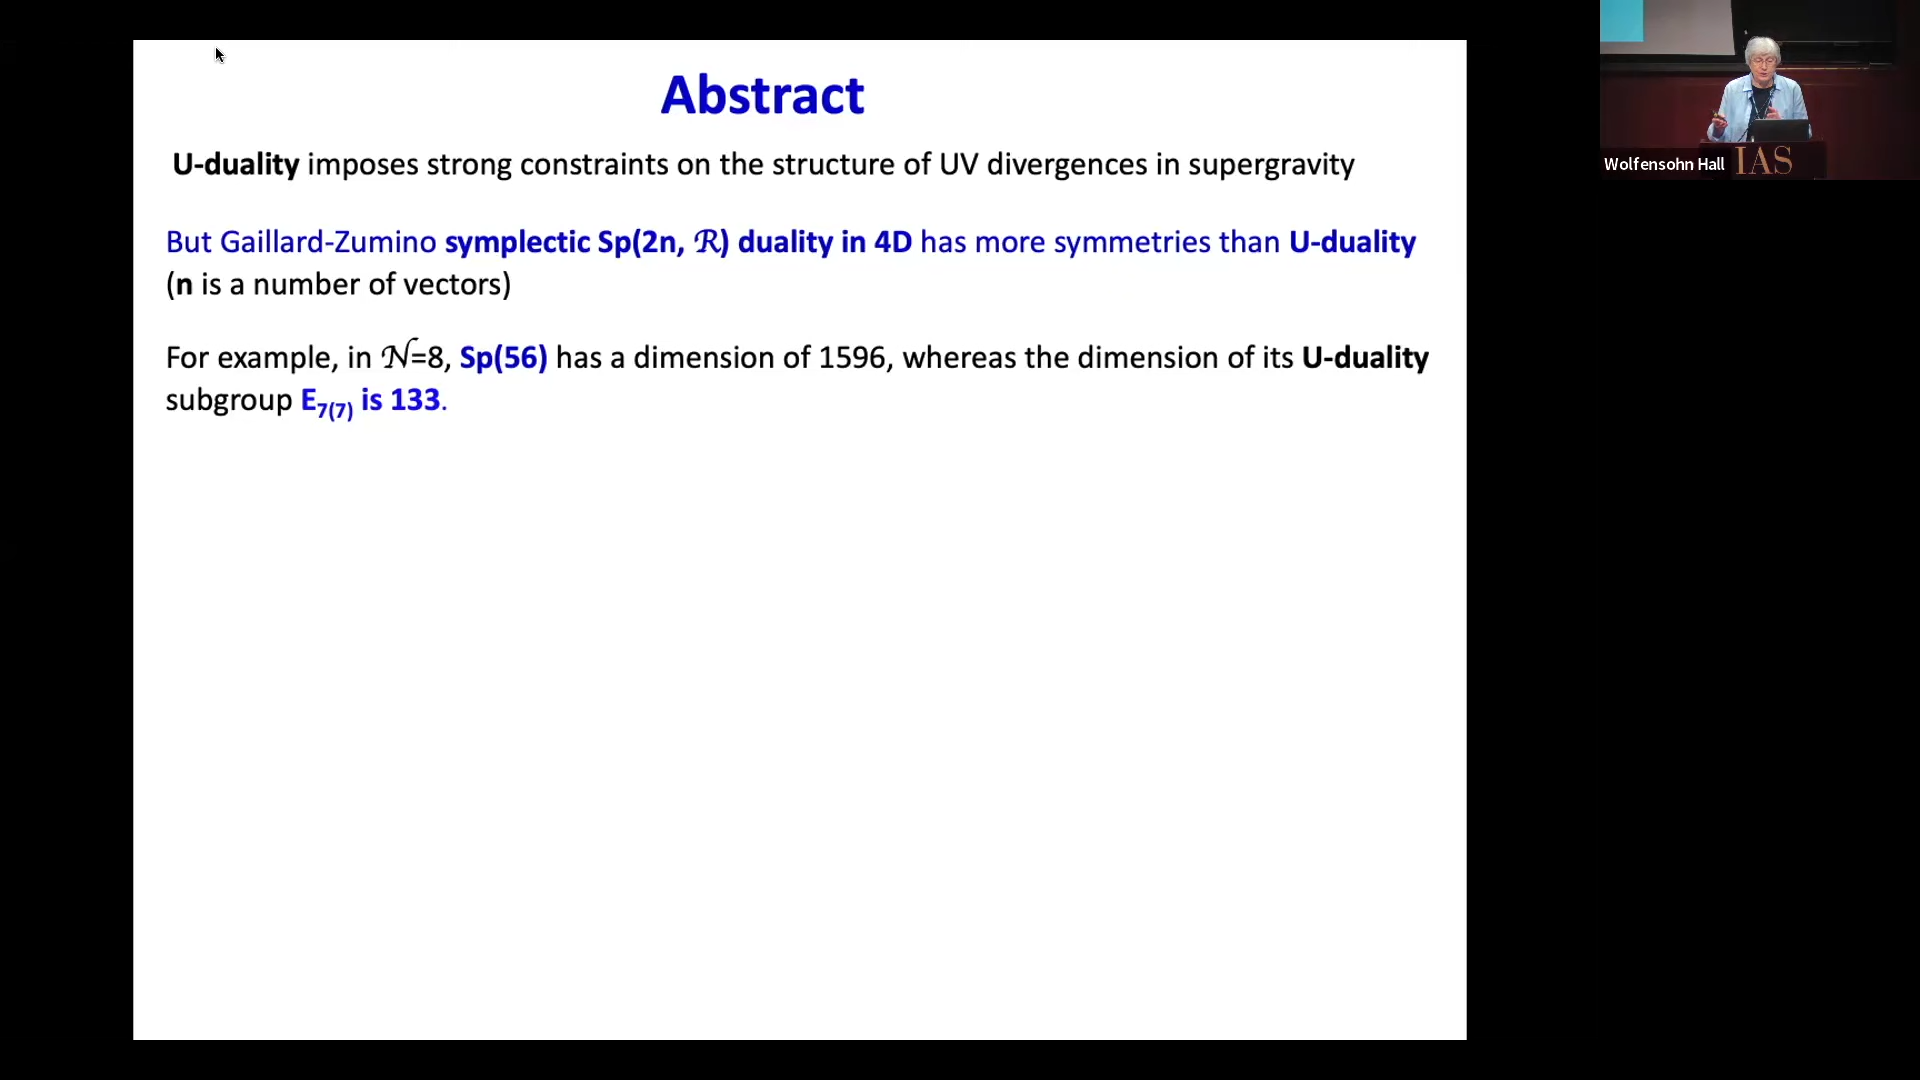 Abstract
U-duality imposes strong constraints on the structure of UV divergences in supergravity
But Gaillard-Zumino symplectic Sp(2n, ℛ) duality in 4D has more symmetries than U-duality
(n is a number of vectors)
For example, in 𝒩=8, Sp(56) has a dimension of 1596, whereas the dimension of its U-duality
subgroup E₇₍₇₎ is 133.
Wolfensohn Hall
IAS